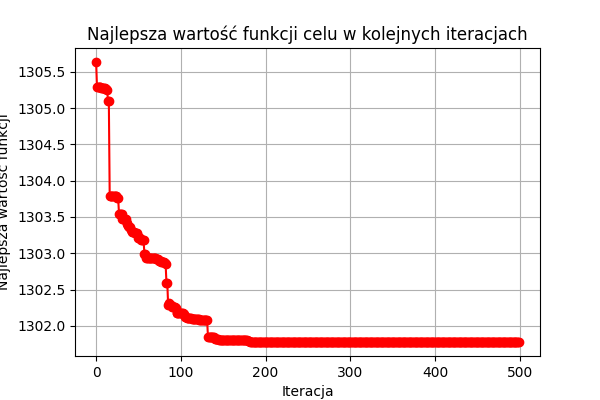 Najlepsza wartość funkcji celu w kolejnych iteracjach
Najlepsza wartość funkcji
1305.5
1305.0
1304.5
1304.0
1303.5
1303.0
1302.5
1302.0
0 100 200 300 400 500
Iteracja